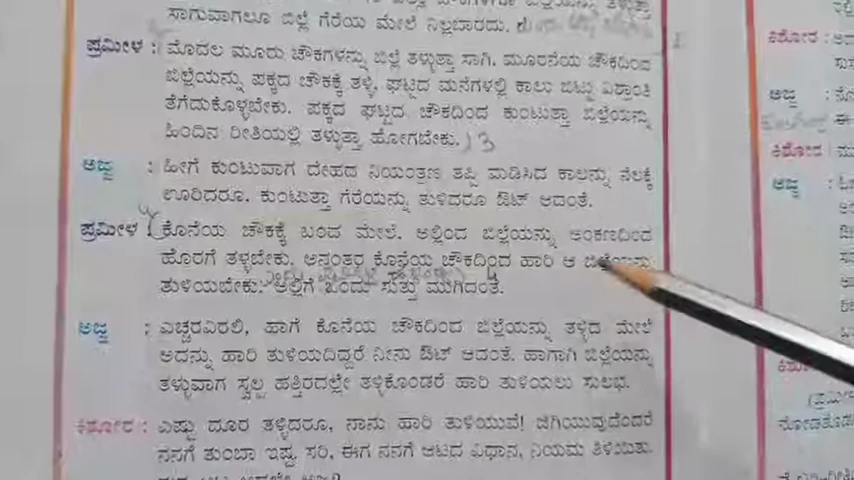 ಸಾಗುವಾಗಲೂ ಬಿಲ್ಲೆ ಗೆರೆಯ ಮೇಲೆ ನಿಲ್ಲಬಾರದು.
ಪ್ರಮೀಳ : ಮೊದಲ ಮೂರು ಚೌಕಗಳನ್ನು ಬಿಲ್ಲೆ ತಳ್ಳುತ್ತಾ ಸಾಗಿ. ಮೂರನೆಯ ಚೌಕದಿಂದ
ಬಿಲ್ಲೆಯನ್ನು ಪಕ್ಕದ ಚೌಕಕ್ಕೆ ತಳ್ಳಿ, ಘಟ್ಟದ ಮನೆಗಳಲ್ಲಿ ಕಾಲು ಬಿಟ್ಟು ವಿಶ್ರಾಂತಿ
ತೆಗೆದುಕೊಳ್ಳಬೇಕು. ಪಕ್ಕದ ಘಟ್ಟದ ಚೌಕದಿಂದ ಕುಂಟುತ್ತಾ ಬಿಲ್ಲೆಯನ್ನು
ಹಿಂದಿನ ರೀತಿಯಲ್ಲಿ ತಳ್ಳುತ್ತಾ ಹೋಗಬೇಕು. 3
ಅಜ್ಜ : ಹೀಗೆ ಕುಂಟುವಾಗ ದೇಹದ ನಿಯಂತ್ರಣ ತಪ್ಪಿ ಮಡಿಸಿದ ಕಾಲನ್ನು ನೆಲಕ್ಕೆ
ಊರಿದರೂ. ಕುಂಟುತ್ತಾ ಗೆರೆಯನ್ನು ತುಳಿದರೂ ಔಟ್ ಆದಂತೆ.
ಪ್ರಮೀಳ : ಕೊನೆಯ ಚೌಕಕ್ಕೆ ಬಂದ ಮೇಲೆ. ಅಲ್ಲಿಂದ ಬಿಲ್ಲೆಯನ್ನು ಅಂಕಣದಿಂದ
ಹೊರಗೆ ತಳ್ಳಬೇಕು. ಅನಂತರ ಕೊನೆಯ ಚೌಕದಿಂದ ಹಾರಿ ಆ ಬಿಲ್ಲೆಯನ್ನು
ತುಳಿಯಬೇಕು. ಅಲ್ಲಿಗೆ ಒಂದು ಸುತ್ತು ಮುಗಿದಂತೆ.
ಅಜ್ಜ : ಎಚ್ಚರವಿರಲಿ, ಹಾಗೆ ಕೊನೆಯ ಚೌಕದಿಂದ ಬಿಲ್ಲೆಯನ್ನು ತಳ್ಳಿದ ಮೇಲೆ
ಅದನ್ನು ಹಾರಿ ತುಳಿಯದಿದ್ದರೆ ನೀನು ಔಟ್ ಆದಂತೆ. ಹಾಗಾಗಿ ಬಿಲ್ಲೆಯನ್ನು
ತಳ್ಳುವಾಗ ಸ್ವಲ್ಪ ಹತ್ತಿರದಲ್ಲೇ ತಳ್ಳಿಕೊಂಡರೆ ಹಾರಿ ತುಳಿಯಲು ಸುಲಭ.
ಕಿಶೋರ : ಎಷ್ಟು ದೂರ ತಳ್ಳಿದರೂ, ನಾನು ಹಾರಿ ತುಳಿಯುವೆ! ಜಿಗಿಯುವುದೆಂದರೆ
ನನಗೆ ತುಂಬಾ ಇಷ್ಟ. ಸರಿ, ಈಗ ನನಗೆ ಆಟದ ವಿಧಾನ, ನಿಯಮ ತಿಳಿಯಿತು.
ಕಿಶೋರ :
ಅಜ್ಜ :
ಕಿಶೋರ :
ಅಜ್ಜ :